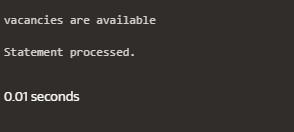 vacancies are available
Statement processed.
0.01 seconds